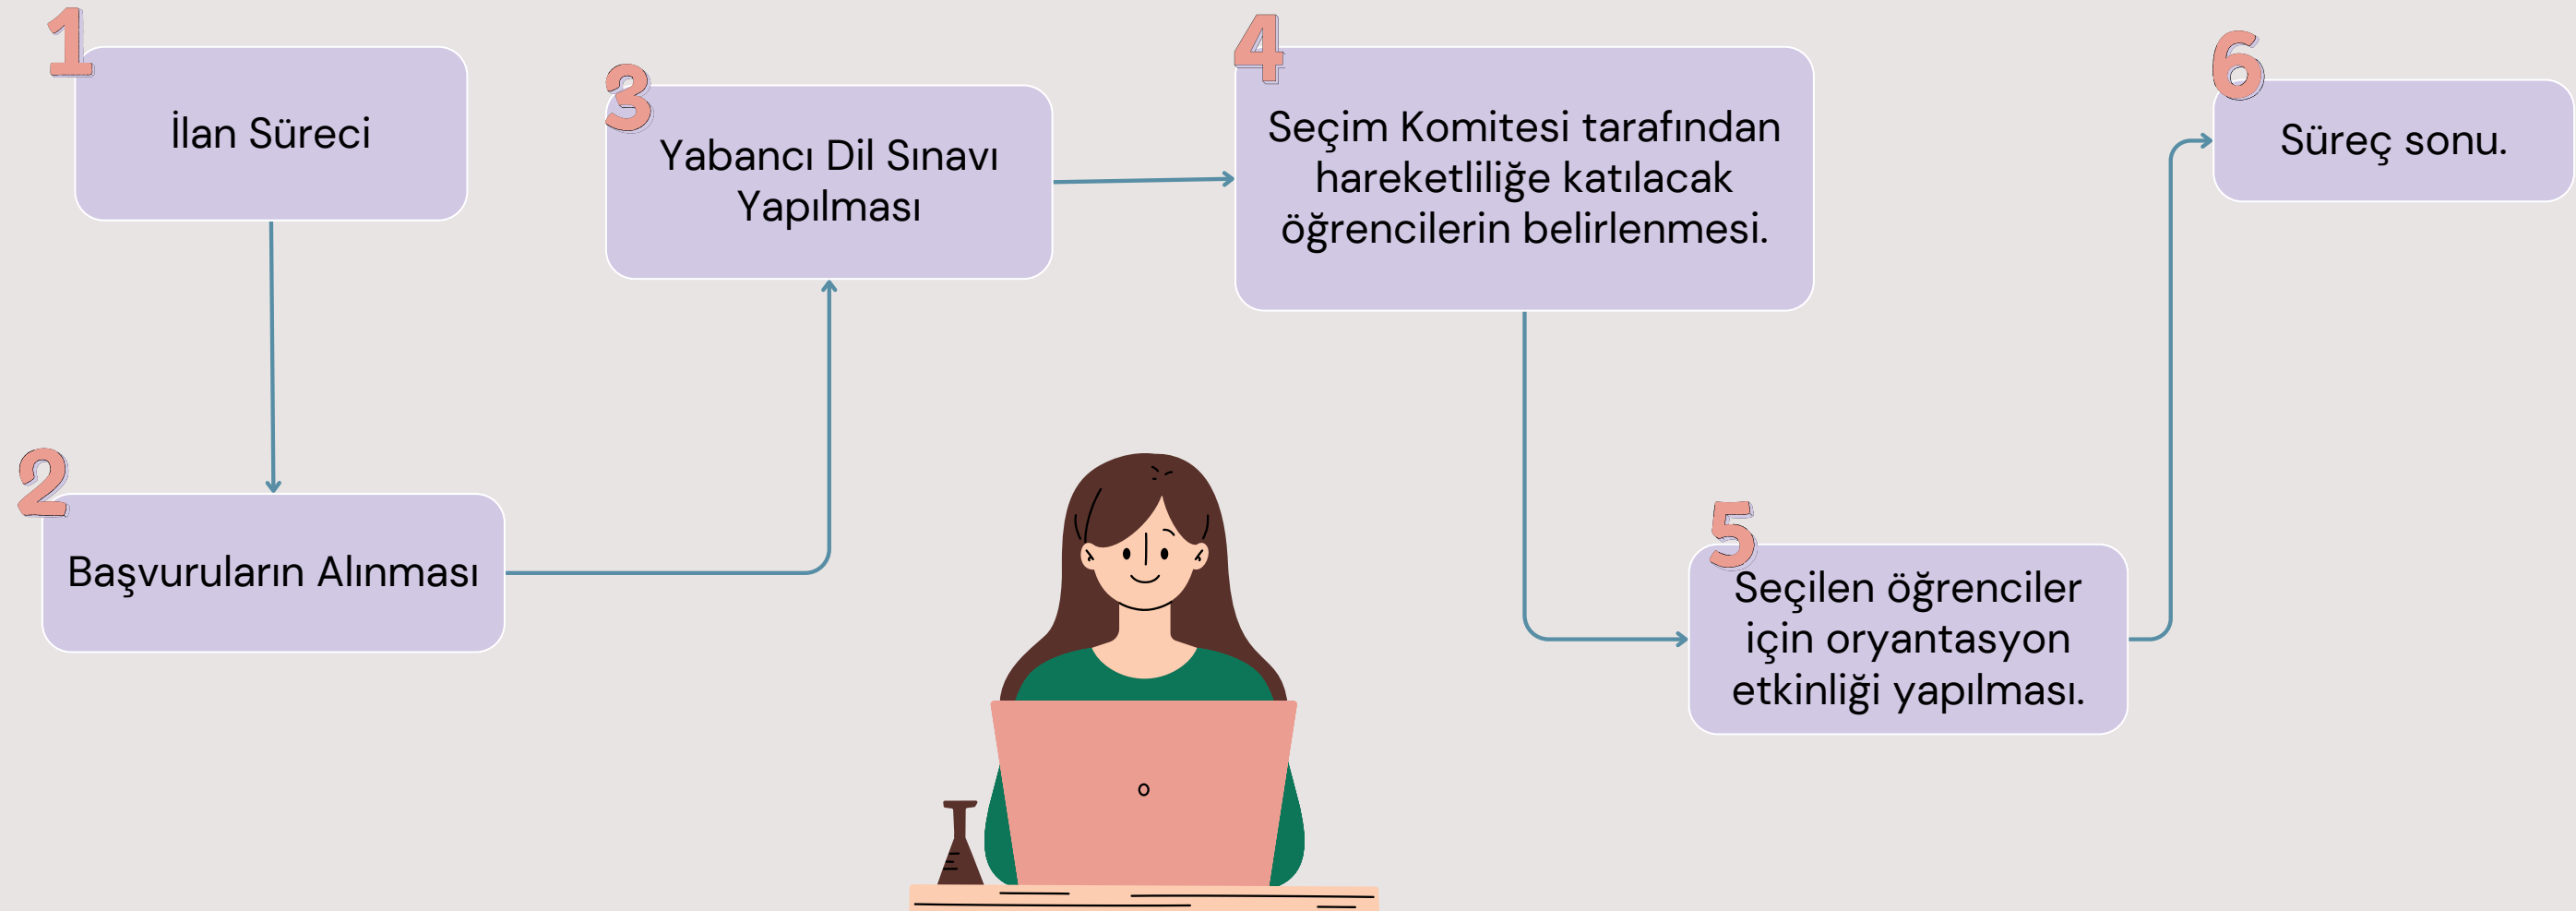 1
İlan Süreci
2
Başvuruların Alınması
3
Yabancı Dil Sınavı
Yapılması
4
Seçim Komitesi tarafından
hareketliliğe katılacak
öğrencilerin belirlenmesi.
5
Seçilen öğrenciler
için oryantasyon
etkinliği yapılması.
6
Süreç sonu.